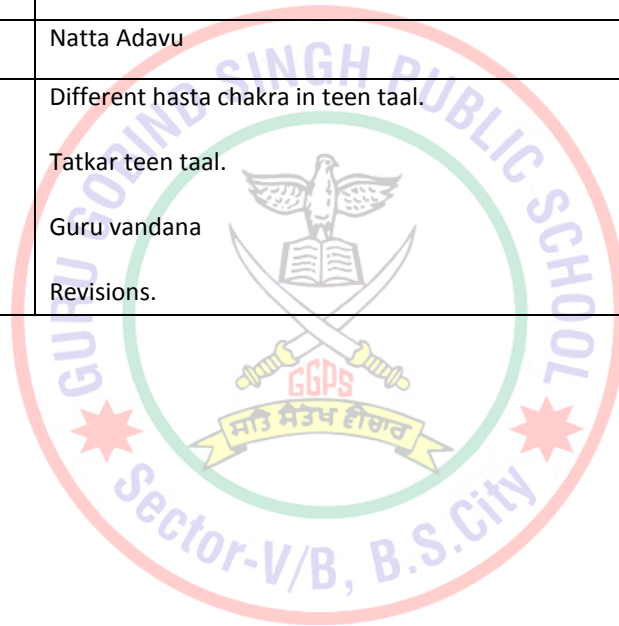 Natta Adavu
Different hasta chakra in teen taal.
Tatkar teen taal.
Guru vandana
Revisions.
GURU GOBIND SINGH PUBLIC SCHOOL
GGPS
ਸਤਿ ਸੰਤੋਖ ਵੀਚਾਰ
Sector-V/B, B.S.City